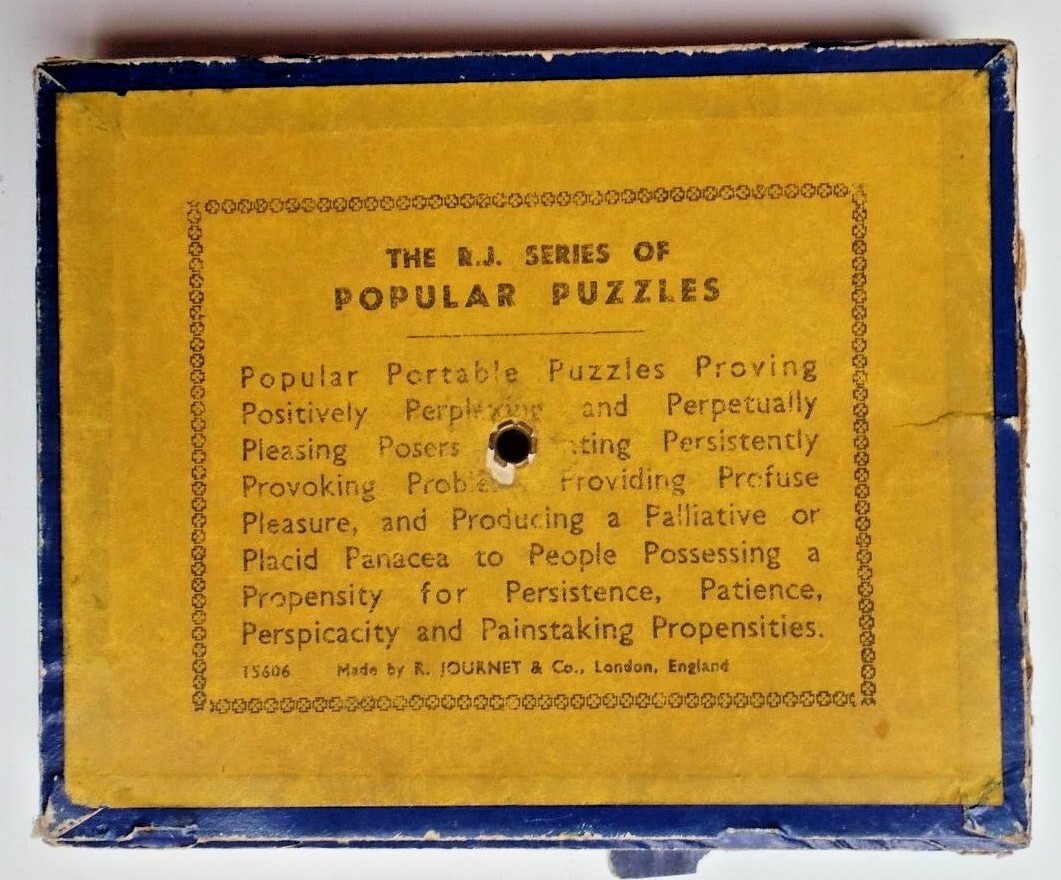 THE R.J. SERIES OF
POPULAR PUZZLES
Popular Portable Puzzles Proving
Positively Perplexing and Perpetually
Pleasing Posers Persistently
Provoking Problems, Providing Profuse
Pleasure, and Producing a Palliative or
Placid Panacea to People Possessing a
Propensity for Persistence, Patience,
Perspicacity and Painstaking Propensities.
15606 Made by R. JOURNET & Co., London, England